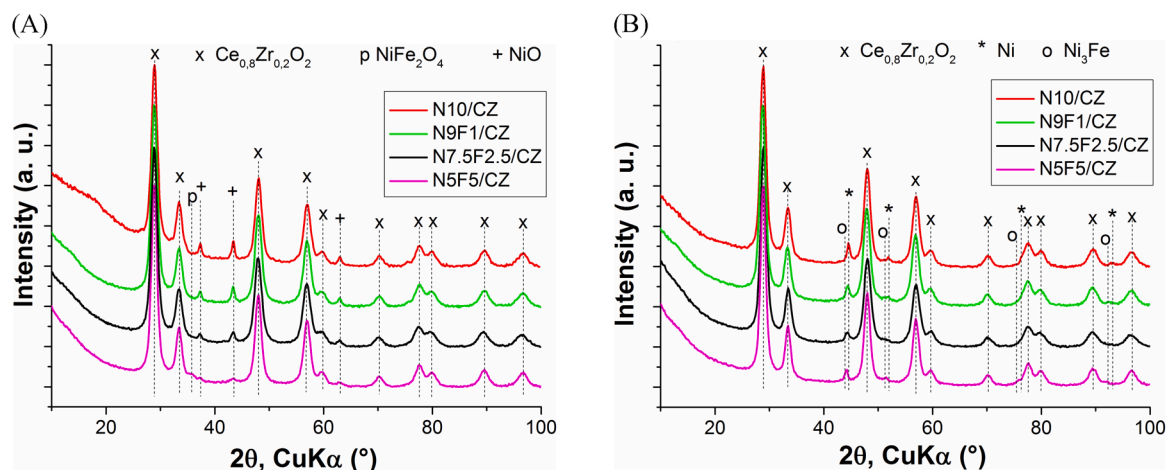 (A)
x
x Ce0,8Zr0,2O2
p NiFe2O4
+ NiO
N10/CZ
N9F1/CZ
N7.5F2.5/CZ
N5F5/CZ
x
p
+
+
x
x
x
+
x
x
x
x
x
Intensity (a. u.)
20
40
60
80
100
2θ, CuKα (°)
(B)
x
x Ce0,8Zr0,2O2
* Ni
o Ni3Fe
N10/CZ
N9F1/CZ
N7.5F2.5/CZ
N5F5/CZ
x
o
*
x
o
*
x
x
x
o
*
x
x
x
o
*
x
Intensity (a. u.)
20
40
60
80
100
2θ, CuKα (°)